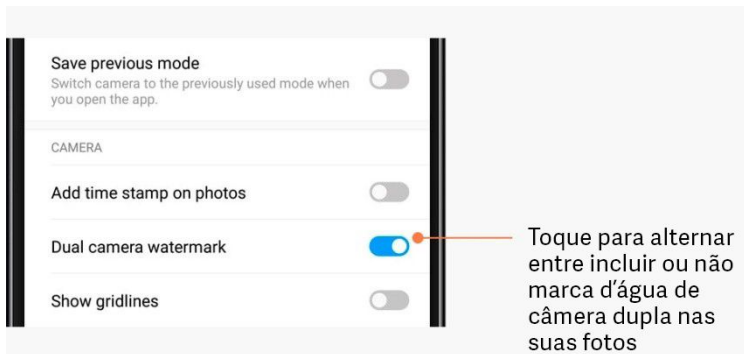 Save previous mode
Switch camera to the previously used mode when
you open the app.
CAMERA
Add time stamp on photos
Dual camera watermark
Show gridlines
Toque para alternar
entre incluir ou não
marca d’água de
câmera dupla nas
suas fotos